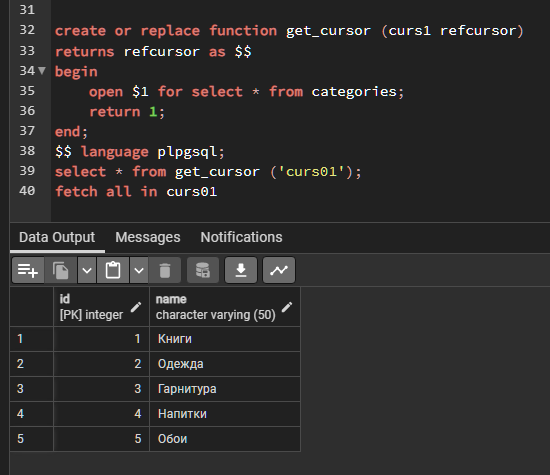 31
32 create or replace function get_cursor (curs1 refcursor)
33 returns refcursor as $$
34 begin
35     open $1 for select * from categories;
36     return 1;
37 end;
38 $$ language plpgsql;
39 select * from get_cursor ('curs01');
40 fetch all in curs01
Data Output Messages Notifications
id name
[PK] integer character varying (50)
1 1 Книги
2 2 Одежда
3 3 Гарнитура
4 4 Напитки
5 5 Обои